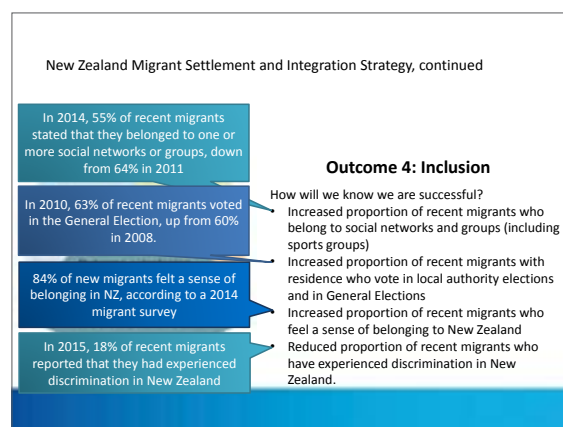 New Zealand Migrant Settlement and Integration Strategy, continued
In 2014, 55% of recent migrants
stated that they belonged to one or
more social networks or groups, down
from 64% in 2011
In 2010, 63% of recent migrants voted
in the General Election, up from 60%
in 2008.
84% of new migrants felt a sense of
belonging in NZ, according to a 2014
migrant survey
In 2015, 18% of recent migrants
reported that they had experienced
discrimination in New Zealand
Outcome 4: Inclusion
How will we know we are successful?
• Increased proportion of recent migrants who
belong to social networks and groups (including
sports groups)
• Increased proportion of recent migrants with
residence who vote in local authority elections
and in General Elections
• Increased proportion of recent migrants who
feel a sense of belonging to New Zealand
• Reduced proportion of recent migrants who
have experienced discrimination in New
Zealand.